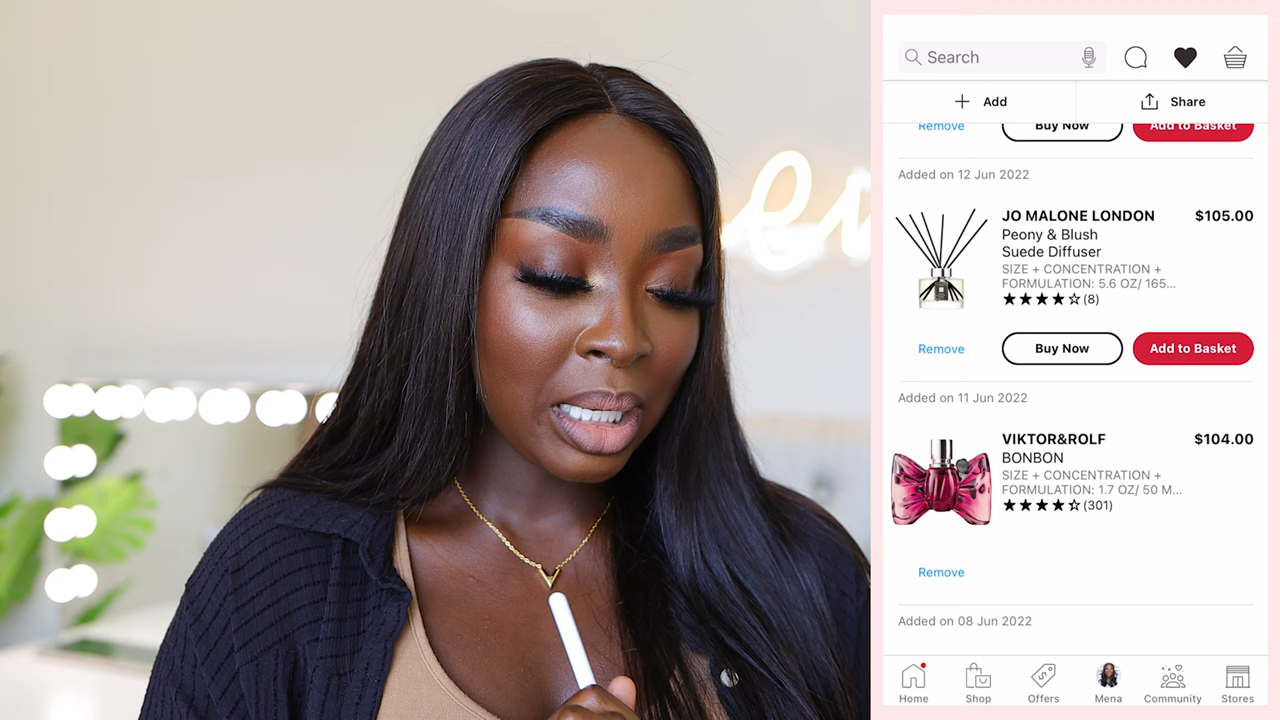 Search
Add
Share
Remove
Buy Now
Add to Basket
Added on 12 Jun 2022
JO MALONE LONDON
$105.00
Peony & Blush
Suede Diffuser
SIZE + CONCENTRATION +
FORMULATION: 5.6 OZ/ 165...
(8)
Remove
Buy Now
Add to Basket
Added on 11 Jun 2022
VIKTOR&ROLF
$104.00
BONBON
SIZE + CONCENTRATION +
FORMULATION: 1.7 OZ/ 50 M...
(301)
Remove
Added on 08 Jun 2022
Home
Shop
Offers
Mena
Community
Stores